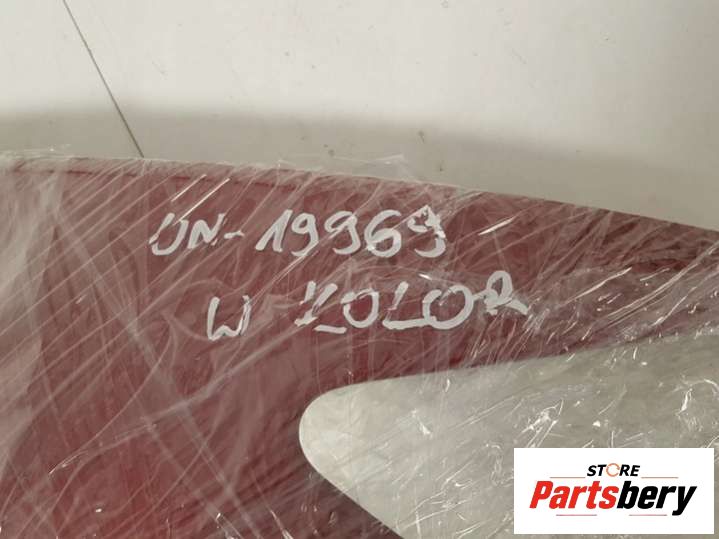 UN-19969
W KOLOR
STORE
Partsbery